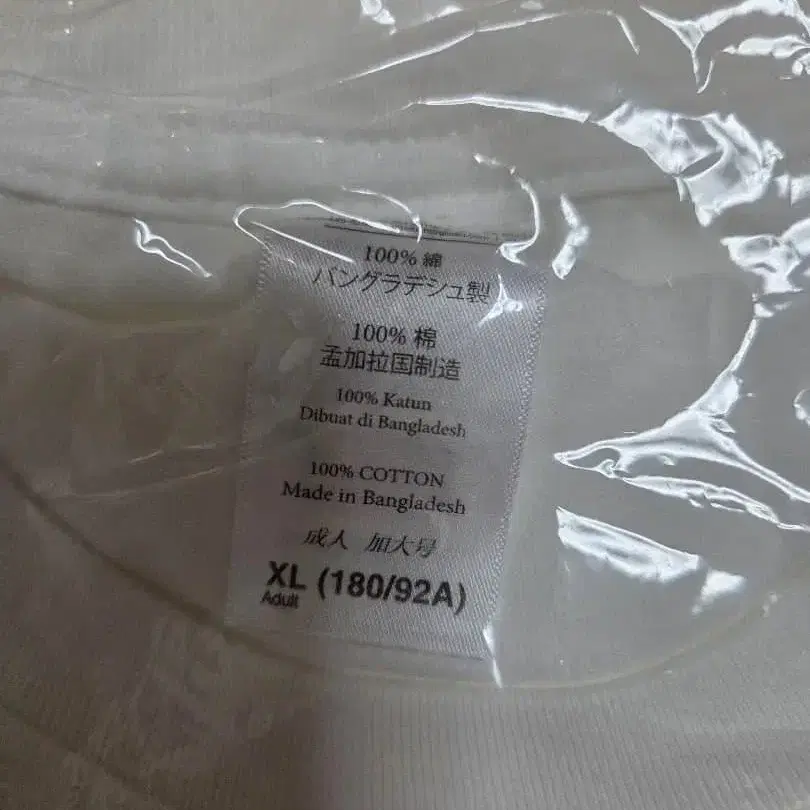 100% 綿
バングラデシュ製
100% 棉
孟加拉国制造
100% Katun
Dibuat di Bangladesh
100% COTTON
Made in Bangladesh
成人 加大号
XL (180/92A)
Adult